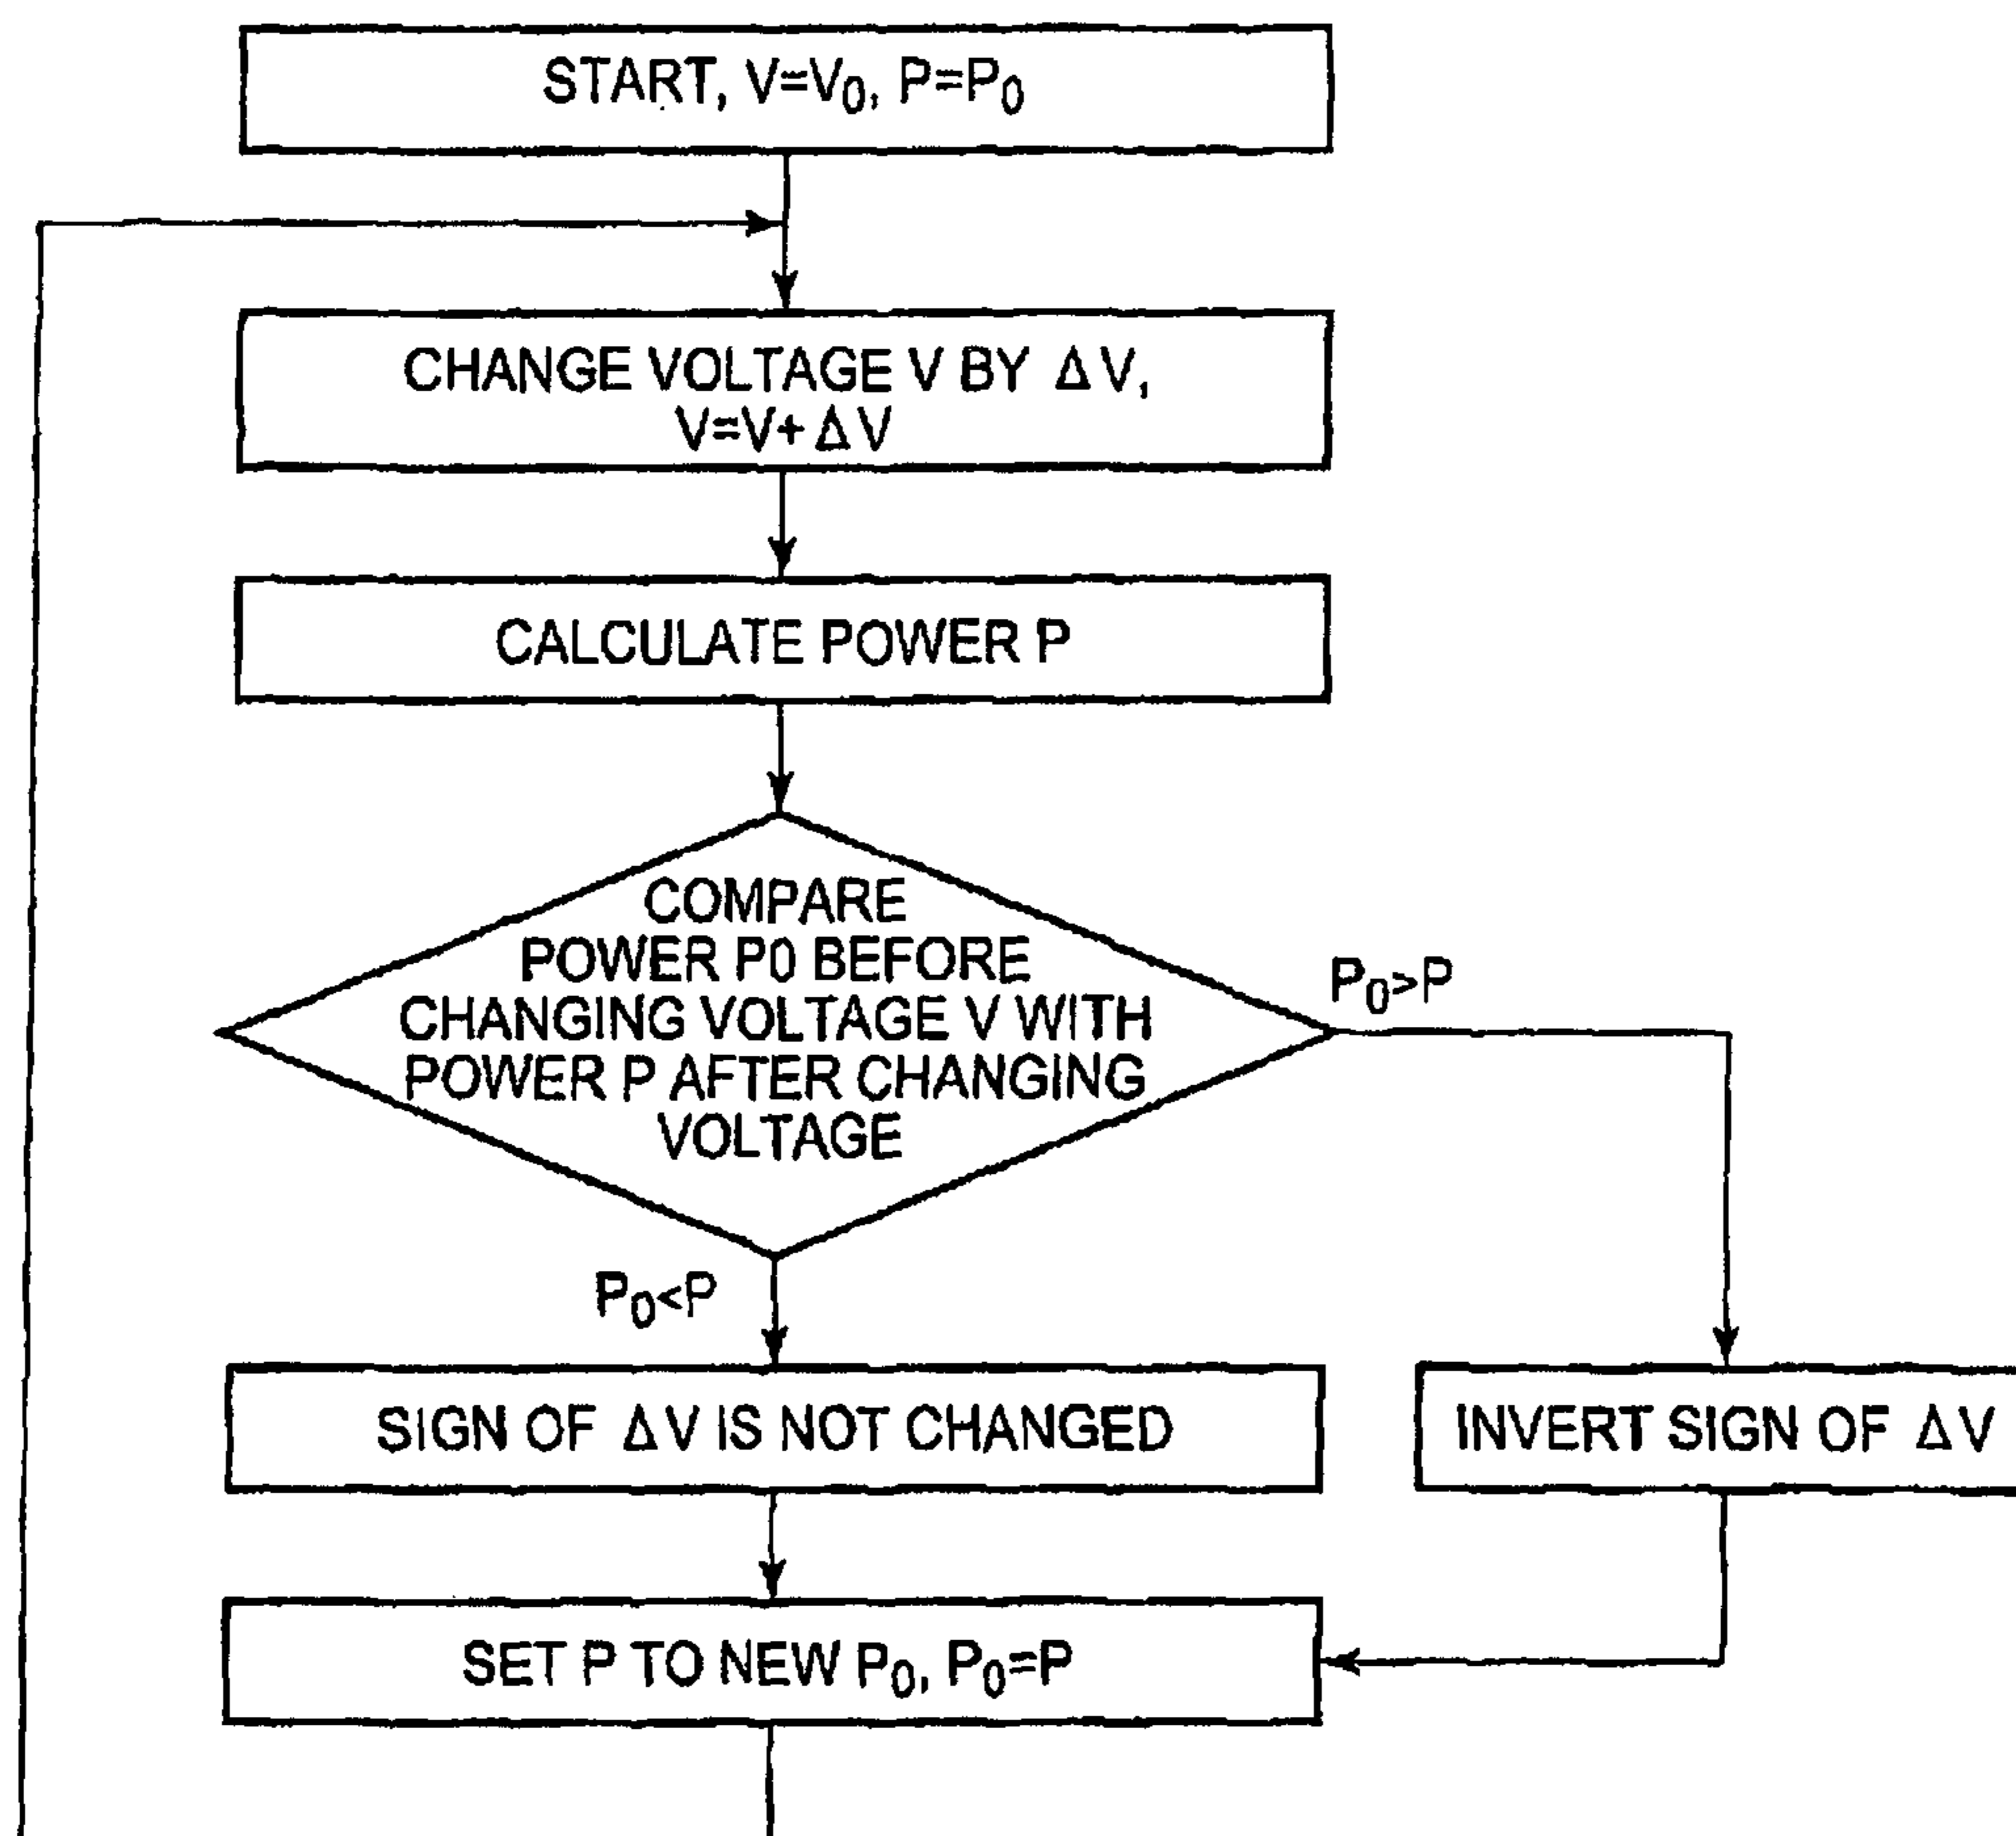 START, V=V₀, P=P₀
CHANGE VOLTAGE V BY ΔV,
V=V+ΔV
CALCULATE POWER P
COMPARE
POWER P0 BEFORE
CHANGING VOLTAGE V WITH
POWER P AFTER CHANGING
VOLTAGE
P₀>P
P₀<P
SIGN OF ΔV IS NOT CHANGED
INVERT SIGN OF ΔV
SET P TO NEW P₀, P₀=P